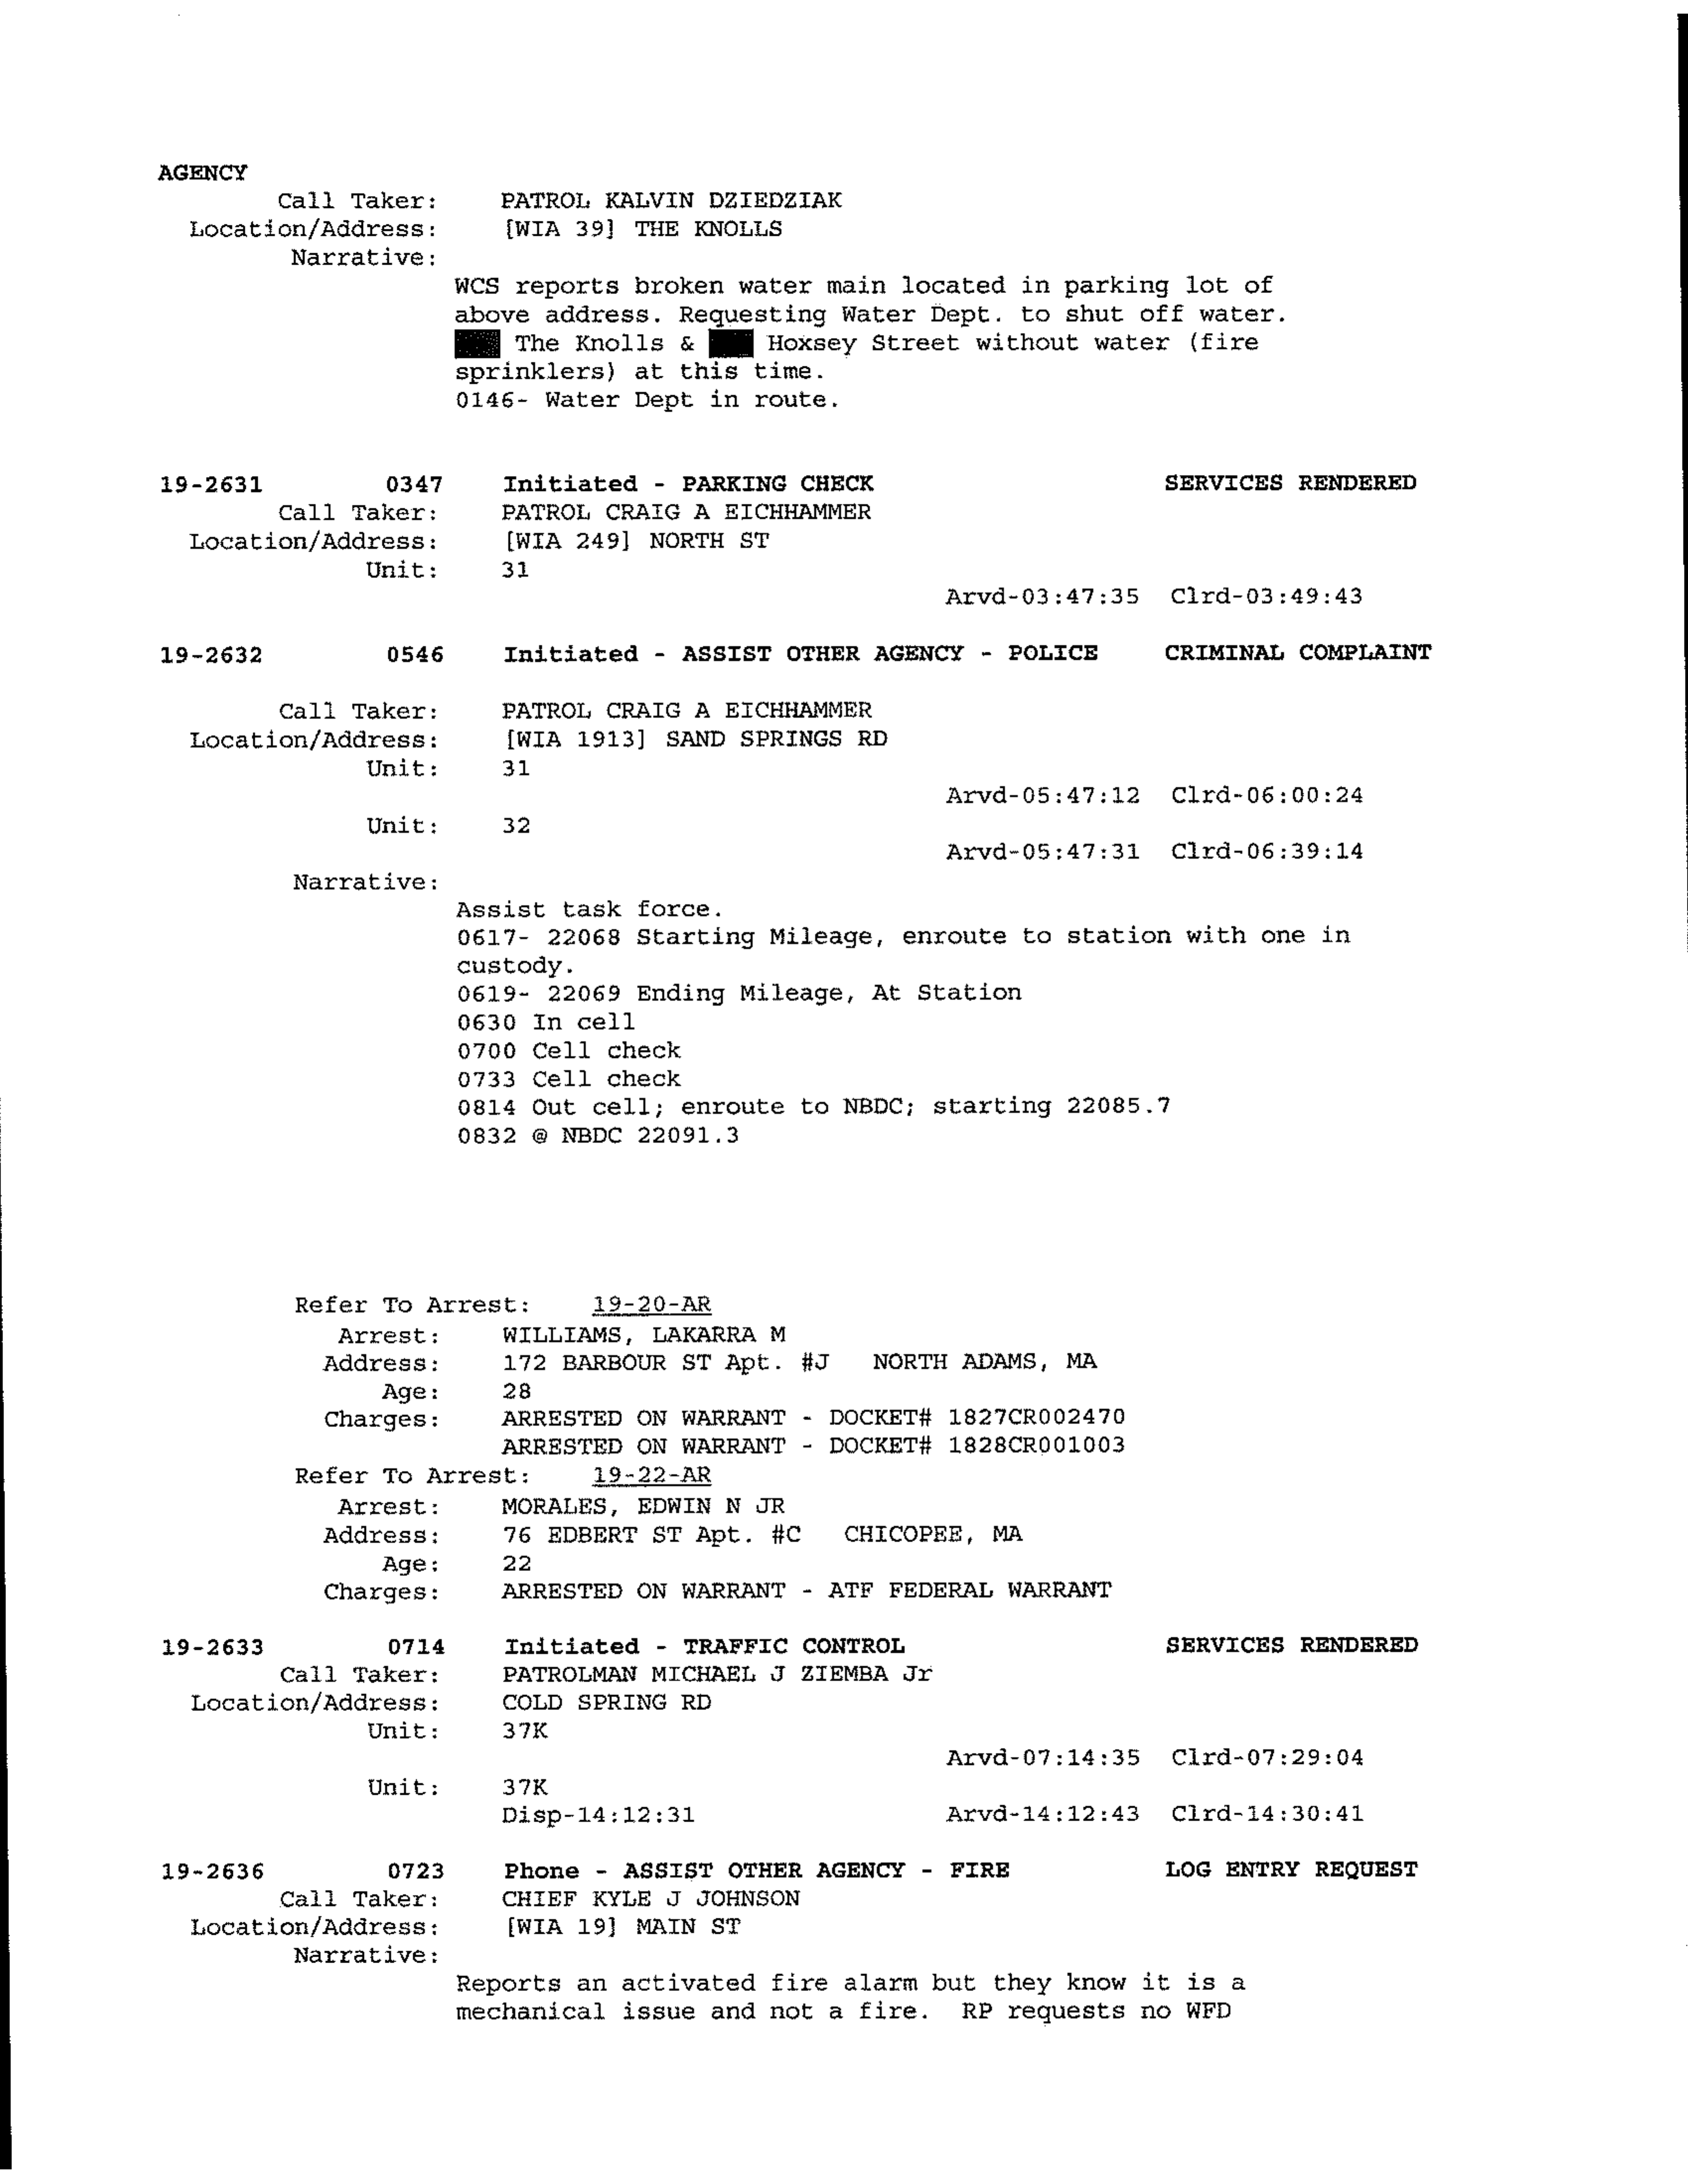 AGENCY
Call Taker: PATROL KALVIN DZIEDZIAK
Location/Address: [WIA 39] THE KNOLLS
Narrative:
WCS reports broken water main located in parking lot of
above address. Requesting Water Dept. to shut off water.
The Knolls & Hoxsey Street without water (fire
sprinklers) at this time.
0146- Water Dept in route.
19-2631 0347 Initiated - PARKING CHECK SERVICES RENDERED
Call Taker: PATROL CRAIG A EICHHAMMER
Location/Address: [WIA 249] NORTH ST
Unit: 31
Arvd-03:47:35 Clrd-03:49:43
19-2632 0546 Initiated - ASSIST OTHER AGENCY - POLICE CRIMINAL COMPLAINT
Call Taker: PATROL CRAIG A EICHHAMMER
Location/Address: [WIA 1913] SAND SPRINGS RD
Unit: 31
Arvd-05:47:12 Clrd-06:00:24
Unit: 32
Arvd-05:47:31 Clrd-06:39:14
Narrative:
Assist task force.
0617- 22068 Starting Mileage, enroute to station with one in
custody.
0619- 22069 Ending Mileage, At Station
0630 In cell
0700 Cell check
0733 Cell check
0814 Out cell; enroute to NBDC; starting 22085.7
0832 @ NBDC 22091.3
Refer To Arrest: 19-20-AR
Arrest: WILLIAMS, LAKARRA M
Address: 172 BARBOUR ST Apt. #J NORTH ADAMS, MA
Age: 28
Charges: ARRESTED ON WARRANT - DOCKET# 1827CR002470
ARRESTED ON WARRANT - DOCKET# 1828CR001003
Refer To Arrest: 19-22-AR
Arrest: MORALES, EDWIN N JR
Address: 76 EDBERT ST Apt. #C CHICOPEE, MA
Age: 22
Charges: ARRESTED ON WARRANT - ATF FEDERAL WARRANT
19-2633 0714 Initiated - TRAFFIC CONTROL SERVICES RENDERED
Call Taker: PATROLMAN MICHAEL J ZIEMBA Jr
Location/Address: COLD SPRING RD
Unit: 37K
Arvd-07:14:35 Clrd-07:29:04
Unit: 37K
Disp-14:12:31 Arvd-14:12:43 Clrd-14:30:41
19-2636 0723 Phone - ASSIST OTHER AGENCY - FIRE LOG ENTRY REQUEST
Call Taker: CHIEF KYLE J JOHNSON
Location/Address: [WIA 19] MAIN ST
Narrative:
Reports an activated fire alarm but they know it is a
mechanical issue and not a fire. RP requests no WFD